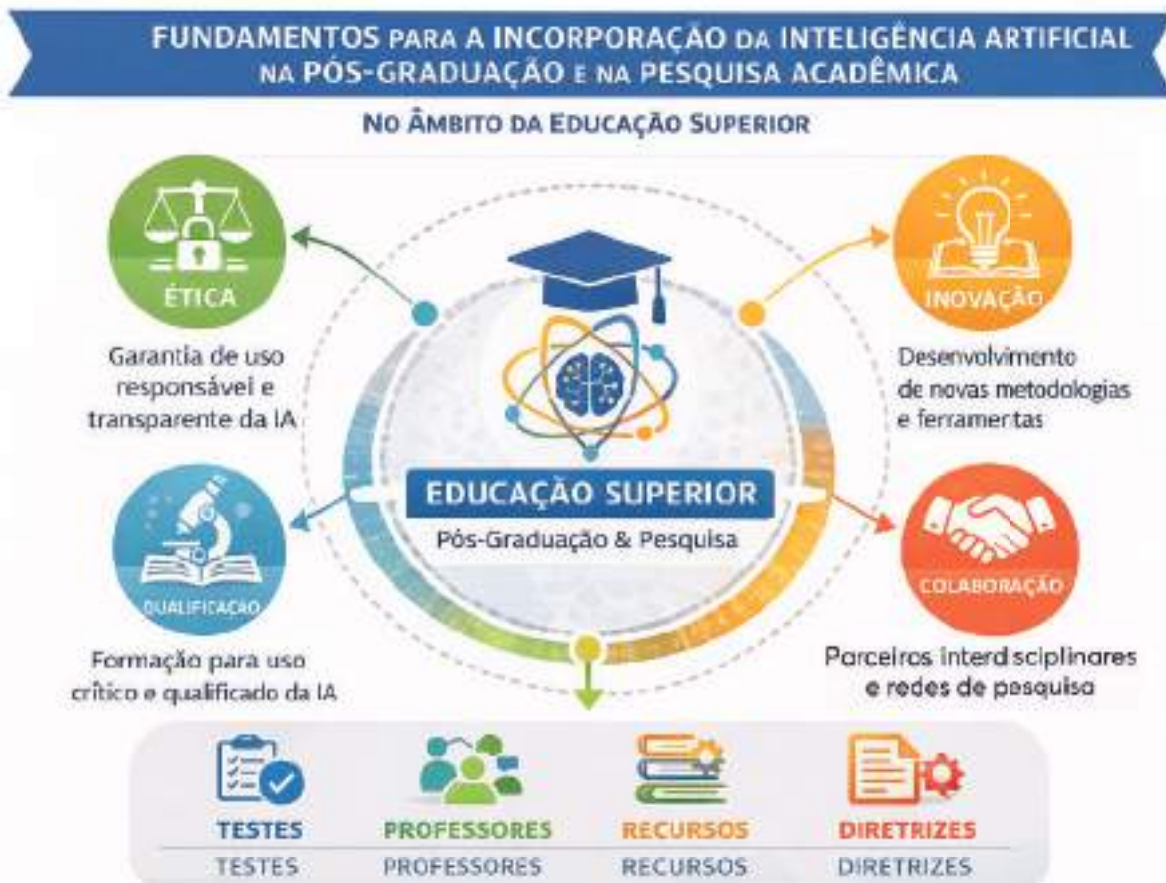 FUNDAMENTOS PARA A INCORPORAÇÃO DA INTELIGÊNCIA ARTIFICIAL
NA PÓS-GRADUAÇÃO E NA PESQUISA ACADÊMICA
NO ÂMBITO DA EDUCAÇÃO SUPERIOR
ÉTICA
Garantia de uso
responsável e
transparente da IA
INOVAÇÃO
Desenvolvimento
de novas metodologias
e ferramertas
EDUCAÇÃO SUPERIOR
Pós-Graduação & Pesquisa
QUALIFICAÇÃO
Formação para uso
crítico e qualificado da IA
COLABORAÇÃO
Parceiros interdisciplinares
e redes de pesquisa
TESTES
PROFESSORES
RECURSOS
DIRETRIZES
TESTES
PROFESSORES
RECURSOS
DIRETRIZES